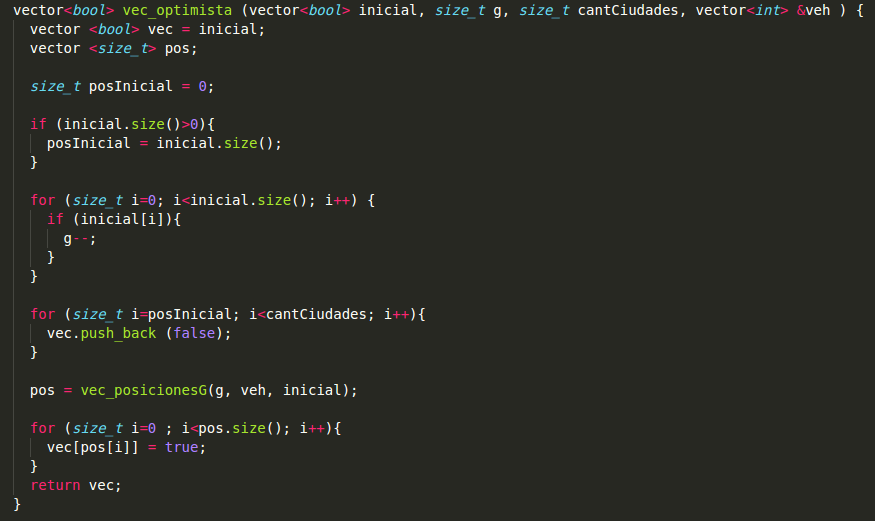 vector<bool> vec_optimista (vector<bool> inicial, size_t g, size_t cantCiudades, vector<int> &veh ) {
  vector <bool> vec = inicial;
  vector <size_t> pos;

  size_t posInicial = 0;

  if (inicial.size()>0){
    posInicial = inicial.size();
  }

  for (size_t i=0; i<inicial.size(); i++) {
    if (inicial[i]){
      g--;
    }
  }

  for (size_t i=posInicial; i<cantCiudades; i++){
    vec.push_back (false);
  }

  pos = vec_posicionesG(g, veh, inicial);

  for (size_t i=0 ; i<pos.size(); i++){
    vec[pos[i]] = true;
  }
  return vec;
}